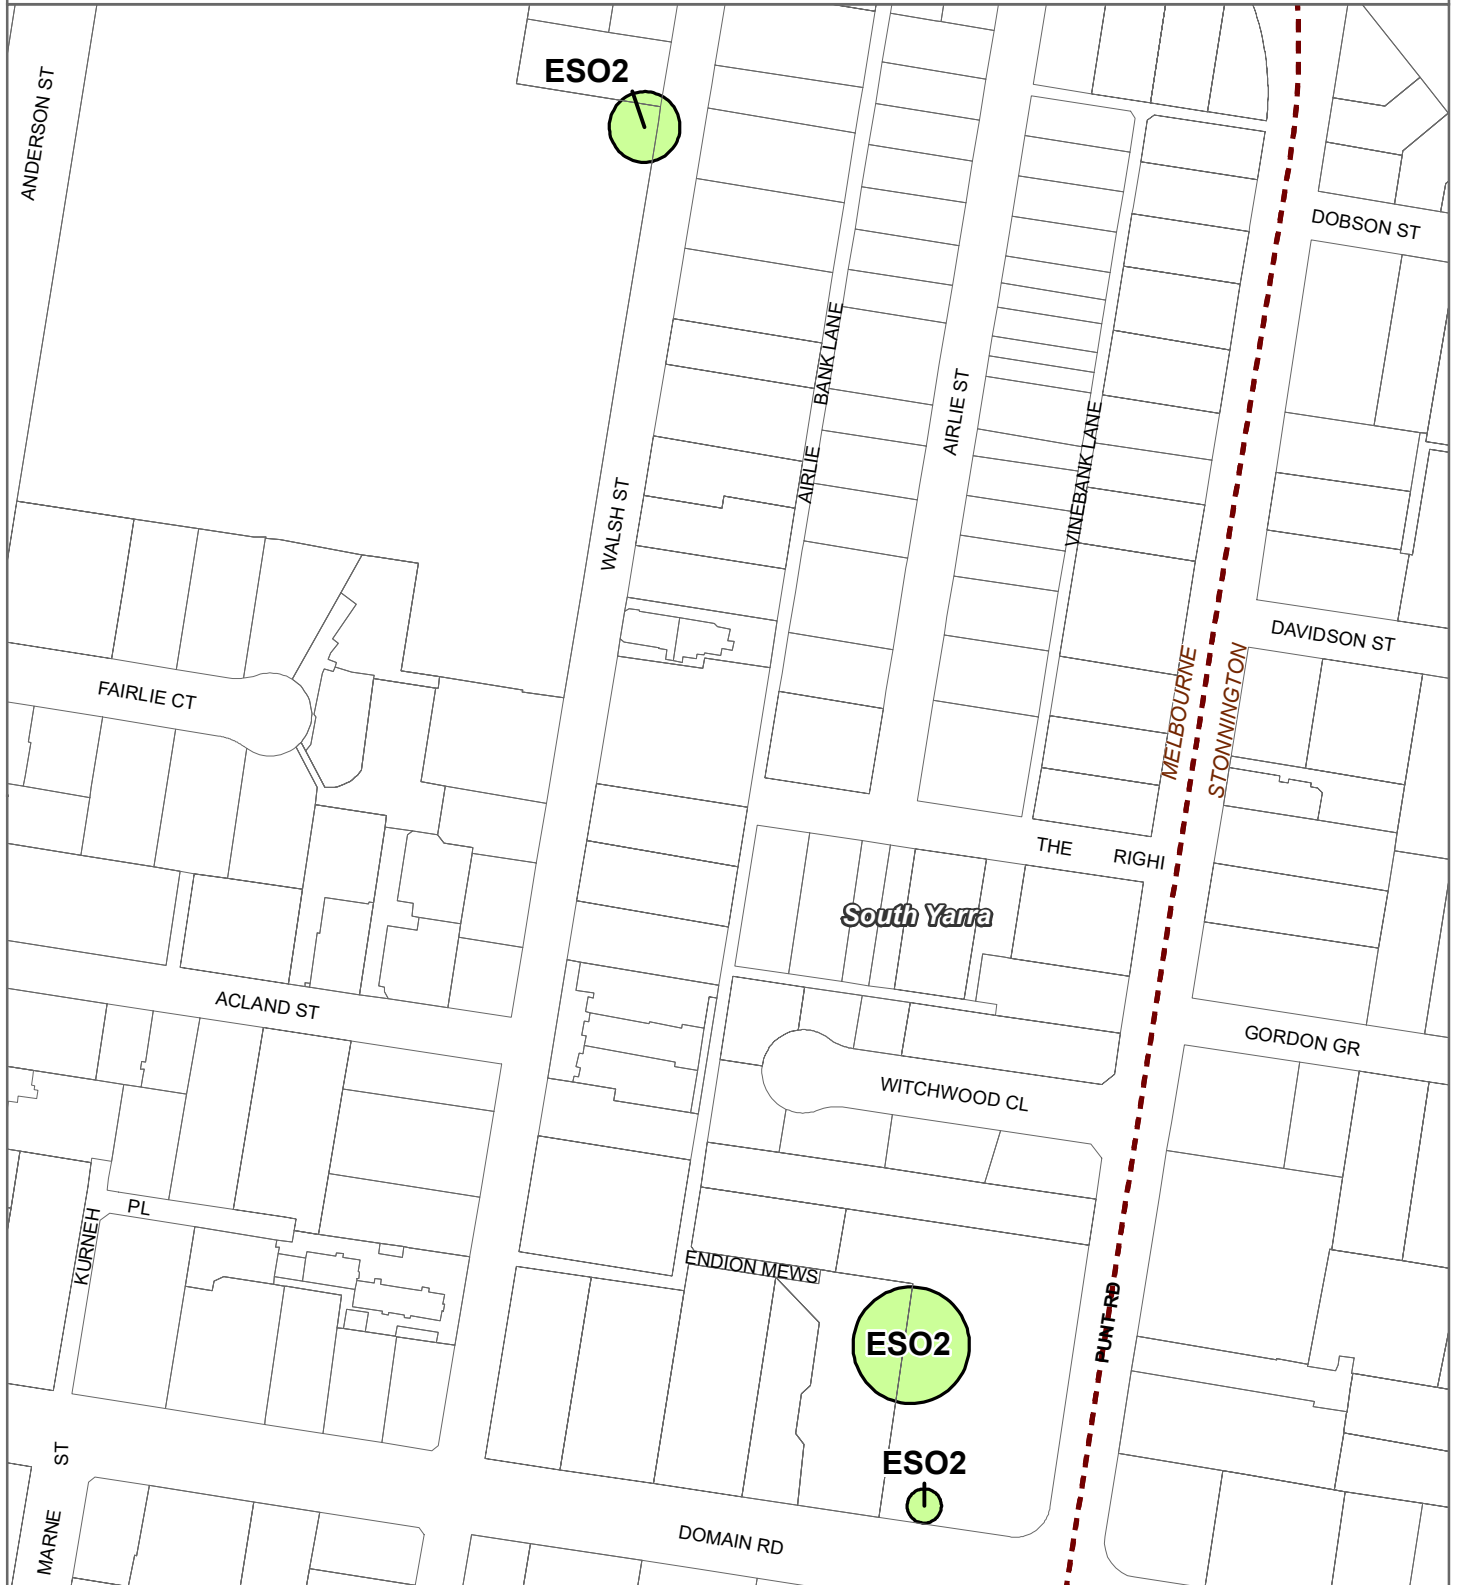 ESO2
ANDERSON ST
DOBSON ST
BANK LANE
AIRLIE ST
VINEBANK LANE
AIRLIE
WALSH ST
DAVIDSON ST
FAIRLIE CT
MELBOURNE
STONNINGTON
THE RIGHI
South Yarra
ACLAND ST
GORDON GR
WITCHWOOD CL
PL
KURNEH
ENDION MEWS
PUNT RD
ESO2
ST
ESO2
DOMAIN RD
MARNE